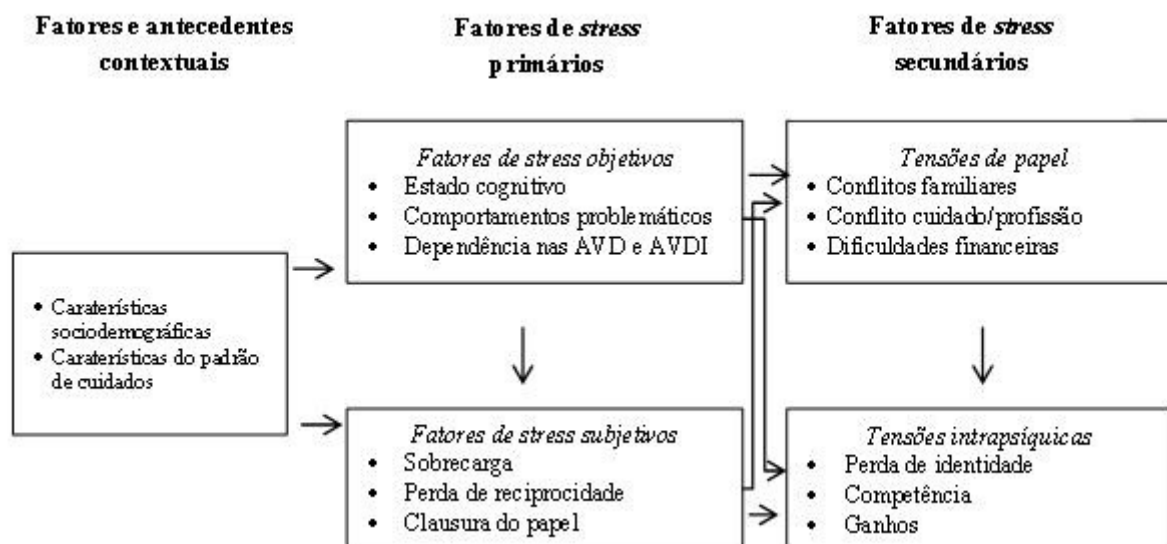 Fatores e antecedentes
contextuais
Fatores de stress
primários
Fatores de stress
secundários
• Caraterísticas
sociodemográficas
• Caraterísticas do padrão
de cuidados
Fatores de stress objetivos
• Estado cognitivo
• Comportamentos problemáticos
• Dependência nas AVD e AVDI
Fatores de stress subjetivos
• Sobrecarga
• Perda de reciprocidade
• Clausura do papel
Tensões de papel
• Conflitos familiares
• Conflito cuidado/profissão
• Dificuldades financeiras
Tensões intrapsíquicas
• Perda de identidade
• Competência
• Ganhos